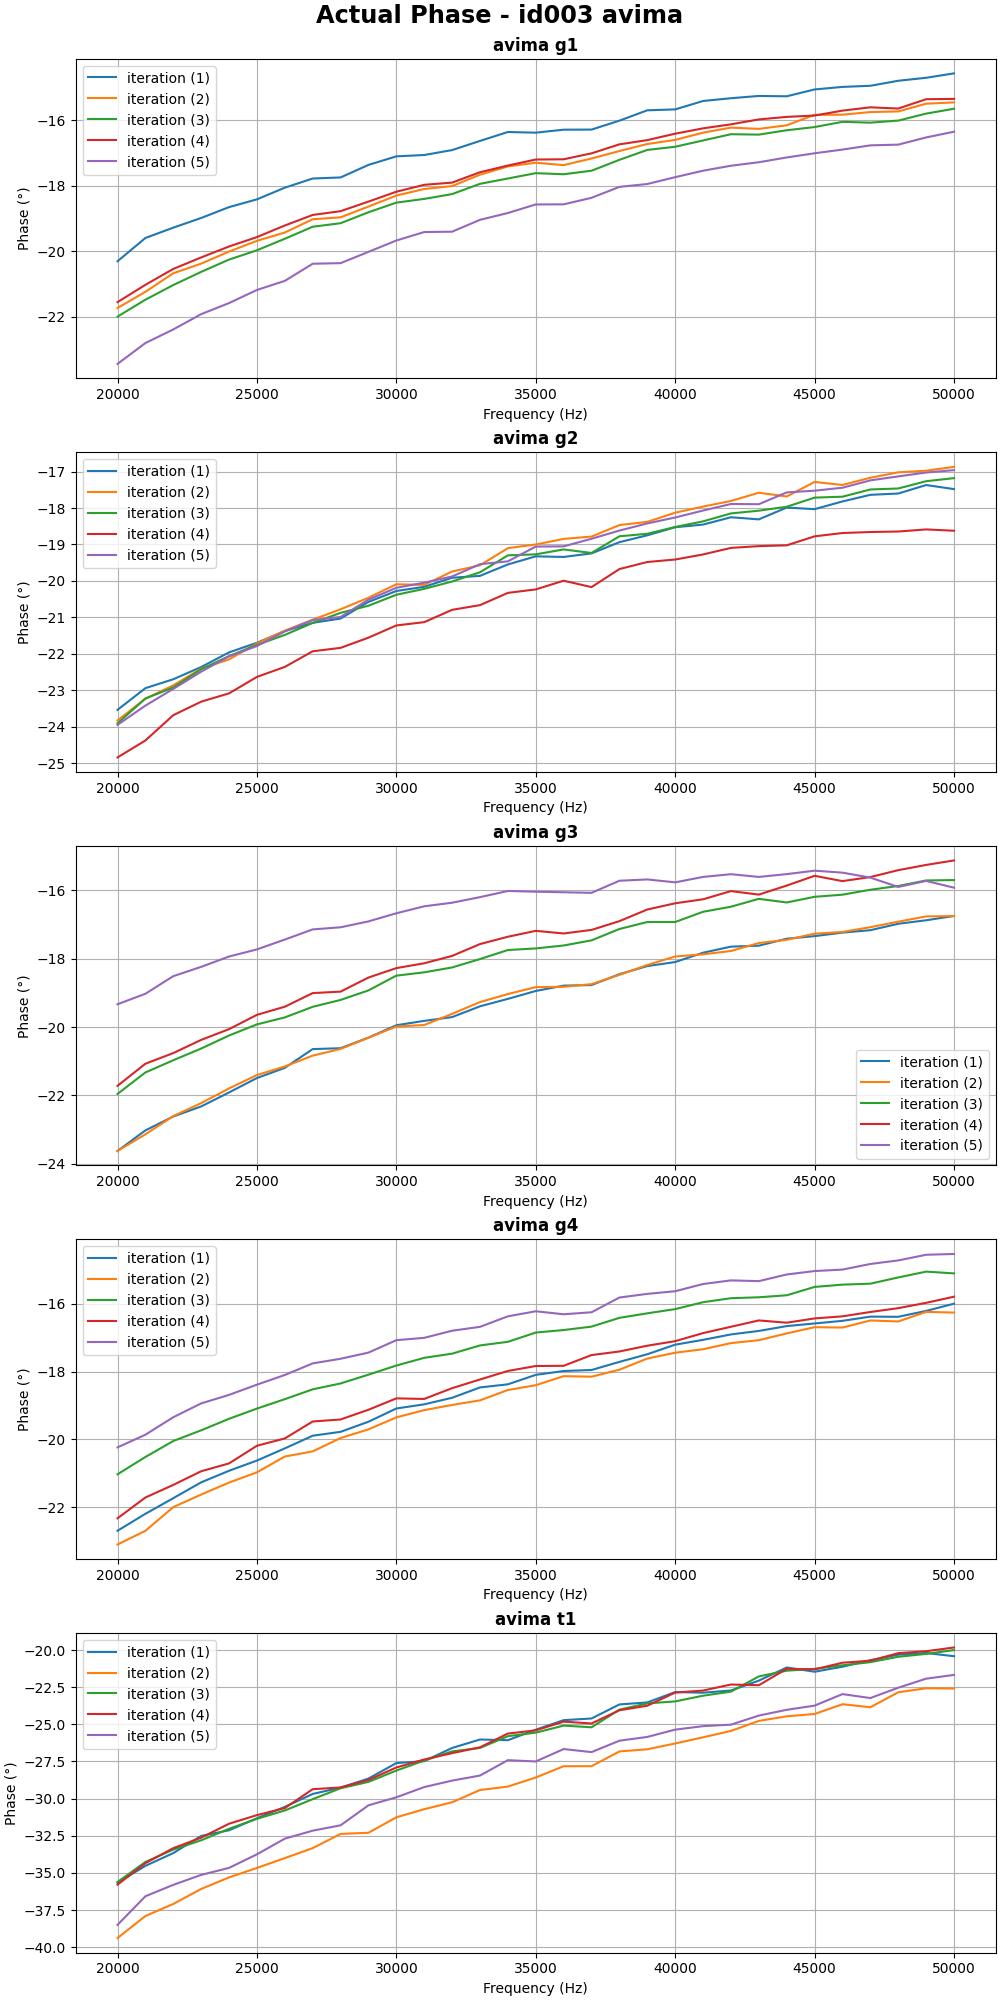 Actual Phase - id003 avima
avima g1
iteration (1)
iteration (2)
iteration (3)
iteration (4)
iteration (5)
−16
−18
−20
−22
Phase (°)
20000 25000 30000 35000 40000 45000 50000
Frequency (Hz)
avima g2
iteration (1)
iteration (2)
iteration (3)
iteration (4)
iteration (5)
−17
−18
−19
−20
−21
−22
−23
−24
−25
Phase (°)
20000 25000 30000 35000 40000 45000 50000
Frequency (Hz)
avima g3
−16
−18
−20
−22
−24
Phase (°)
iteration (1)
iteration (2)
iteration (3)
iteration (4)
iteration (5)
20000 25000 30000 35000 40000 45000 50000
Frequency (Hz)
avima g4
iteration (1)
iteration (2)
iteration (3)
iteration (4)
iteration (5)
−16
−18
−20
−22
Phase (°)
20000 25000 30000 35000 40000 45000 50000
Frequency (Hz)
avima t1
iteration (1)
iteration (2)
iteration (3)
iteration (4)
iteration (5)
−20.0
−22.5
−25.0
−27.5
−30.0
−32.5
−35.0
−37.5
−40.0
Phase (°)
20000 25000 30000 35000 40000 45000 50000
Frequency (Hz)